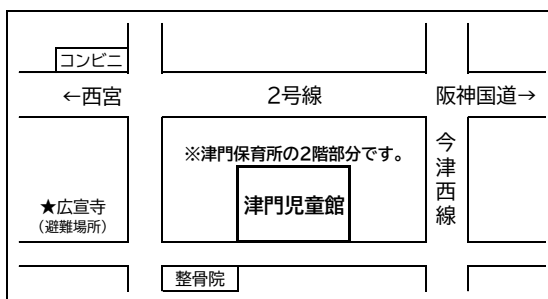 コンビニ
←西宮
2号線
阪神国道→
※津門保育所の2階部分です。
今津西線
津門児童館
★広宣寺
(避難場所)
整骨院